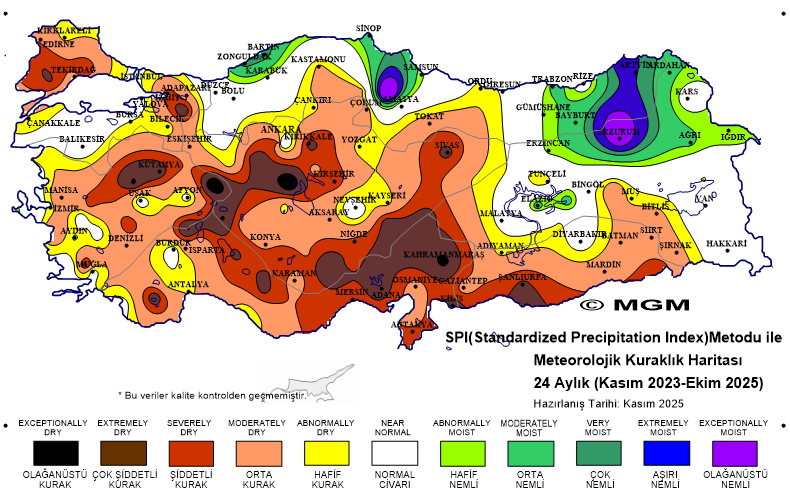 SİNOP
KIRKLARELİ
EDİRNE
BARTIN
ZONGULDAK
KASTAMONU
TEKİRDAĞ
İSTANBUL
KARABÜK
SAMSUN
ARTVİN
ARDAHAN
DÜZCE
BOLU
ADAPAZARI
ORDU
GİRESUN
TRABZON
RİZE
KARS
YALOVA
ÇANKIRI
ÇORUM
AMASYA
GÜMÜŞHANE
BAYBURT
ÇANAKKALE
BURSA
BİLECİK
TOKAT
ERZURUM
BALIKESİR
ESKİŞEHİR
ANKARA
KIRIKKALE
YOZGAT
SİVAS
ERZİNCAN
AĞRI
IĞDIR
KÜTAHYA
KIRŞEHİR
TUNCELİ
BİNGÖL
MUŞ
MANİSA
UŞAK
AFYON
NEVŞEHİR
KAYSERİ
ELAZIĞ
VAN
İZMİR
AKSARAY
MALATYA
BİTLİS
AYDIN
DENİZLİ
KONYA
NİĞDE
DİYARBAKIR
BATMAN
SİİRT
BURDUR
ISPARTA
KAHRAMANMARAŞ
ADIYAMAN
ŞIRNAK
HAKKARİ
MUĞLA
ANTALYA
KARAMAN
MERSİN
ADANA
OSMANİYE
GAZİANTEP
ŞANLIURFA
MARDİN
KİLİS
ANTAKYA
© MGM
SPI(Standardized Precipitation Index)Metodu ile
Meteorolojik Kuraklık Haritası
24 Aylık (Kasım 2023-Ekim 2025)
* Bu veriler kalite kontrolden geçmemiştir.
Hazırlanış Tarihi: Kasım 2025
EXCEPTIONALLY DRY
EXTREMELY DRY
SEVERELY DRY
MODERATELY DRY
ABNORMALLY DRY
NEAR NORMAL
ABNORMALLY MOIST
MODERATELY MOIST
VERY MOIST
EXTREMELY MOIST
EXCEPTIONALLY MOIST
OLAĞANÜSTÜ KURAK
ÇOK ŞİDDETLİ KURAK
ŞİDDETLİ KURAK
ORTA KURAK
HAFİF KURAK
NORMAL CİVARI
HAFİF NEMLİ
ORTA NEMLİ
ÇOK NEMLİ
AŞIRI NEMLİ
OLAĞANÜSTÜ NEMLİ